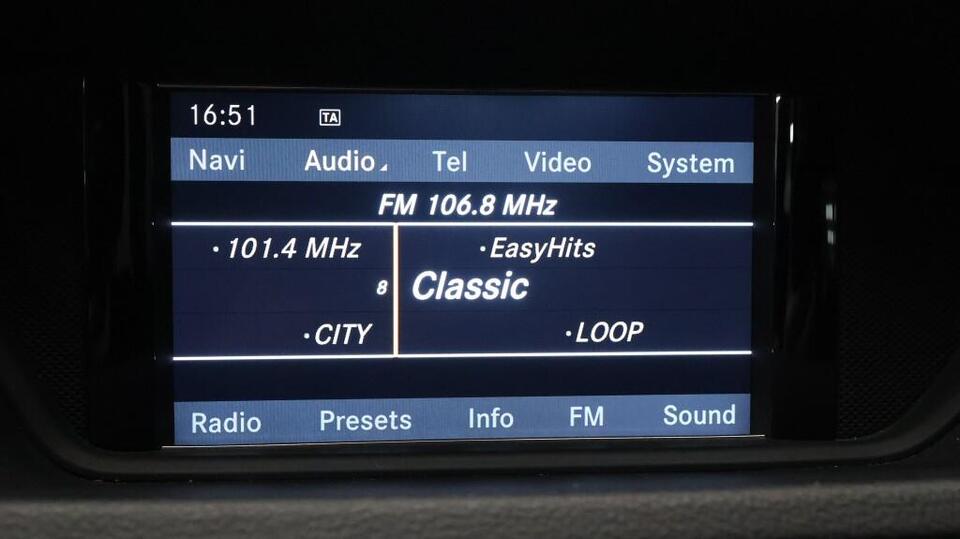 16:51 TA
Navi Audio Tel Video System
FM 106.8 MHz
· 101.4 MHz · EasyHits
8 Classic
· CITY · LOOP
Radio Presets Info FM Sound